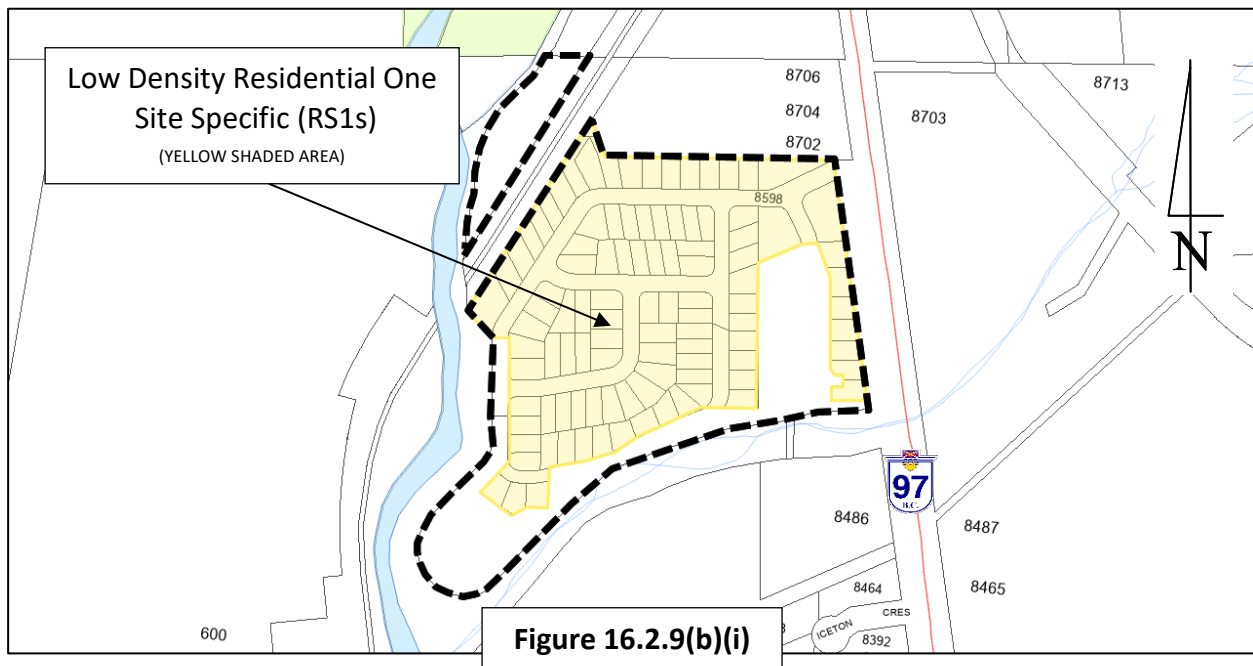 Low Density Residential One
Site Specific (RS1s)
(YELLOW SHADED AREA)
8706
8704
8702
8713
8703
8598
N
97
B.C.
8486
8487
8465
8464
CRES
ICETON
8392
600
Figure 16.2.9(b)(i)